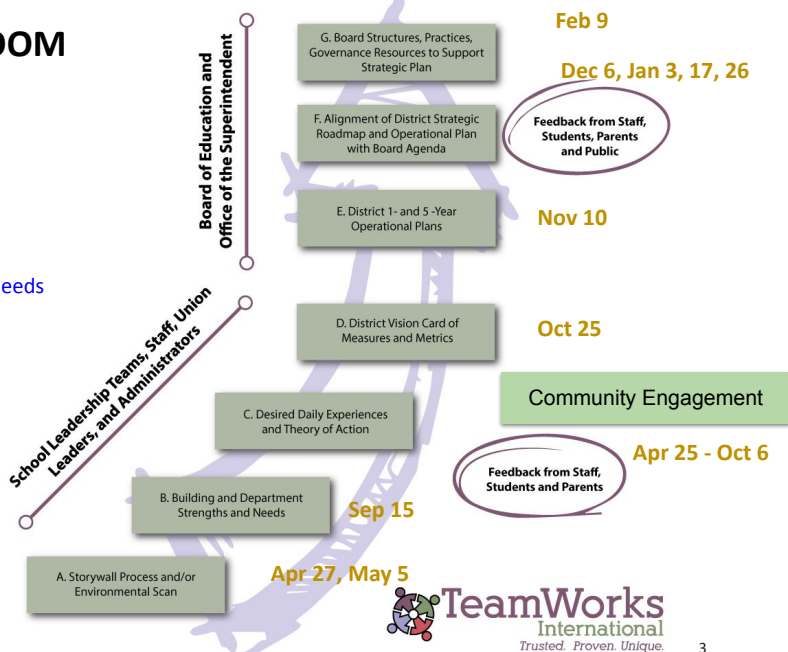 OOM
eeds
Board of Education and
Office of the Superintendent
School Leadership Teams, Staff, Union
Leaders, and Administrators
Feb 9
G. Board Structures, Practices,
Governance Resources to Support
Strategic Plan
Dec 6, Jan 3, 17, 26
F. Alignment of District Strategic
Roadmap and Operational Plan
with Board Agenda
Feedback from Staff,
Students, Parents
and Public
E. District 1- and 5 -Year
Operational Plans
Nov 10
D. District Vision Card of
Measures and Metrics
Oct 25
Community Engagement
C. Desired Daily Experiences
and Theory of Action
Apr 25 - Oct 6
Feedback from Staff,
Students and Parents
B. Building and Department
Strengths and Needs
Sep 15
A. Storywall Process and/or
Environmental Scan
Apr 27, May 5
TeamWorks
International
Trusted. Proven. Unique.
3